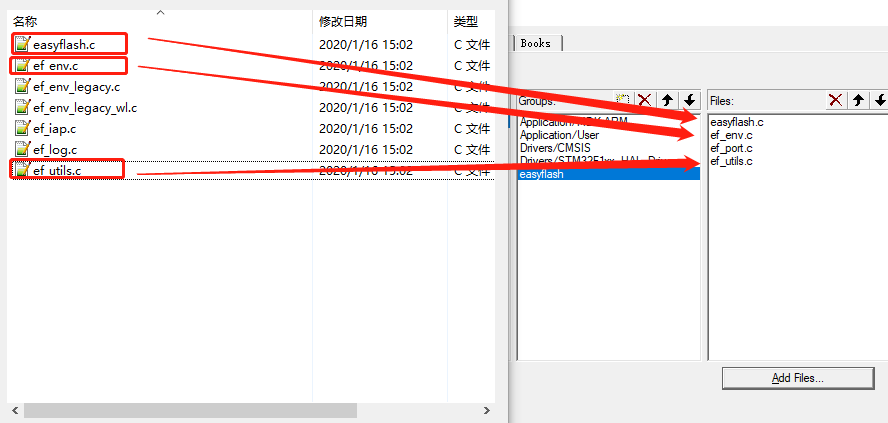 名称 修改日期 类型
easyflash.c 2020/1/16 15:02 C 文件
ef_env.c 2020/1/16 15:02 C 文件
ef_env_legacy.c 2020/1/16 15:02 C 文件
ef_env_legacy_wl.c 2020/1/16 15:02 C 文件
ef_iap.c 2020/1/16 15:02 C 文件
ef_log.c 2020/1/16 15:02 C 文件
ef_utils.c 2020/1/16 15:02 C 文件
Books
Groups:
Application/MDK-ARM
Application/User
Drivers/CMSIS
Drivers/STM32F1xx_HAL_Driver
easyflash
Files:
easyflash.c
ef_env.c
ef_port.c
ef_utils.c
Add Files...